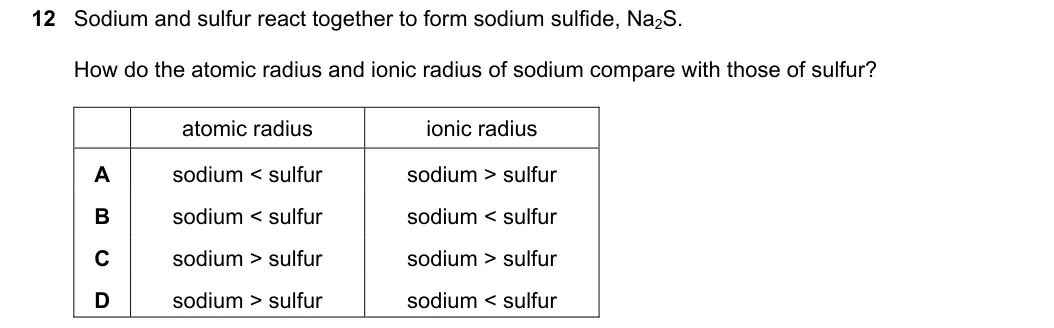 12 Sodium and sulfur react together to form sodium sulfide, Na₂S.
How do the atomic radius and ionic radius of sodium compare with those of sulfur?
atomic radius ionic radius
A sodium < sulfur sodium > sulfur
B sodium < sulfur sodium < sulfur
C sodium > sulfur sodium > sulfur
D sodium > sulfur sodium < sulfur